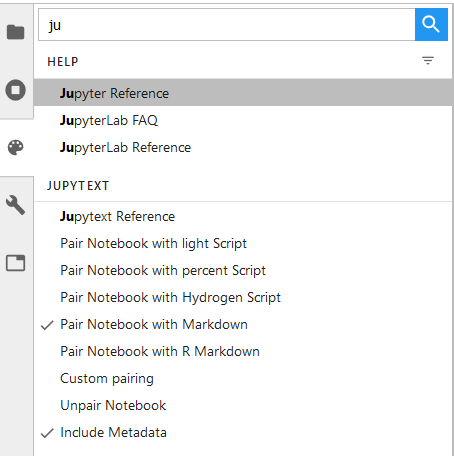 ju
HELP
Jupyter Reference
JupyterLab FAQ
JupyterLab Reference
JUPYTEXT
Jupytext Reference
Pair Notebook with light Script
Pair Notebook with percent Script
Pair Notebook with Hydrogen Script
Pair Notebook with Markdown
Pair Notebook with R Markdown
Custom pairing
Unpair Notebook
Include Metadata